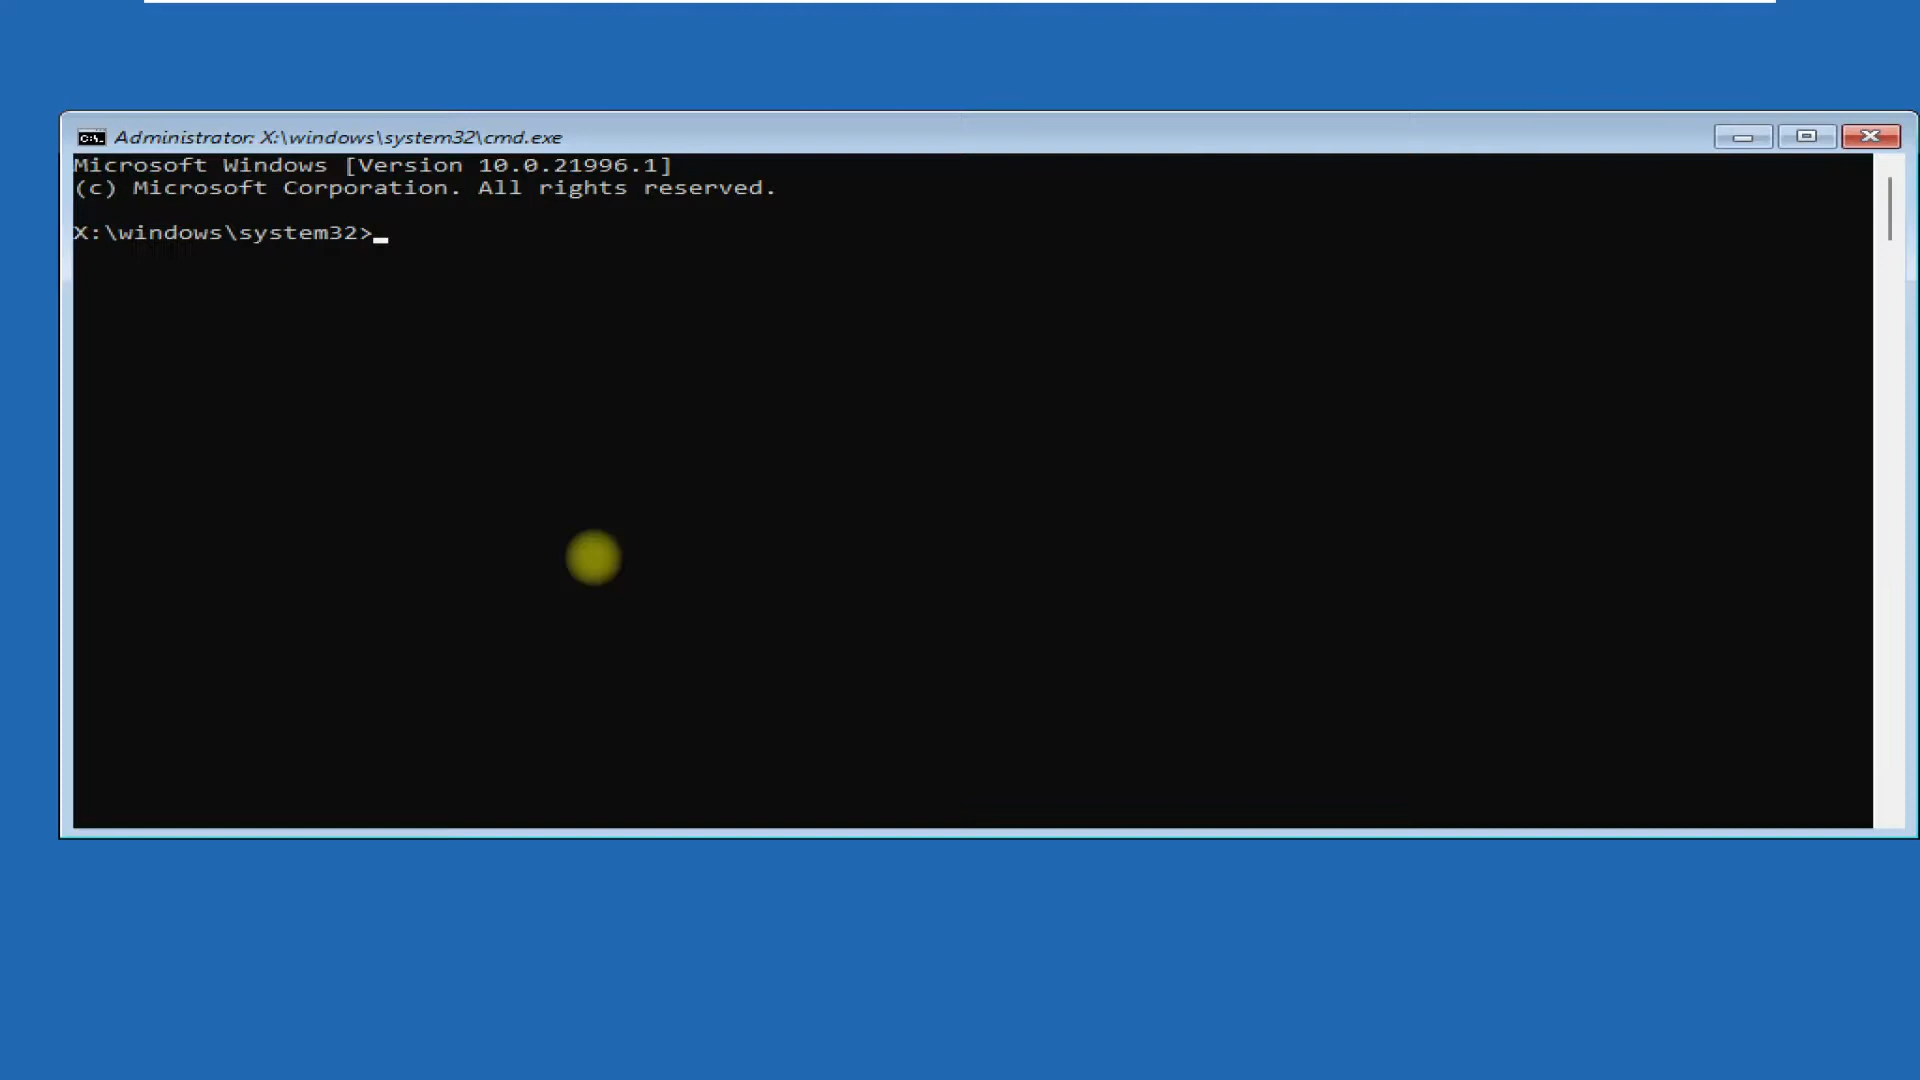 Administrator: X:\windows\system32\cmd.exe
Microsoft Windows [Version 10.0.21996.1]
(c) Microsoft Corporation. All rights reserved.
X:\windows\system32>